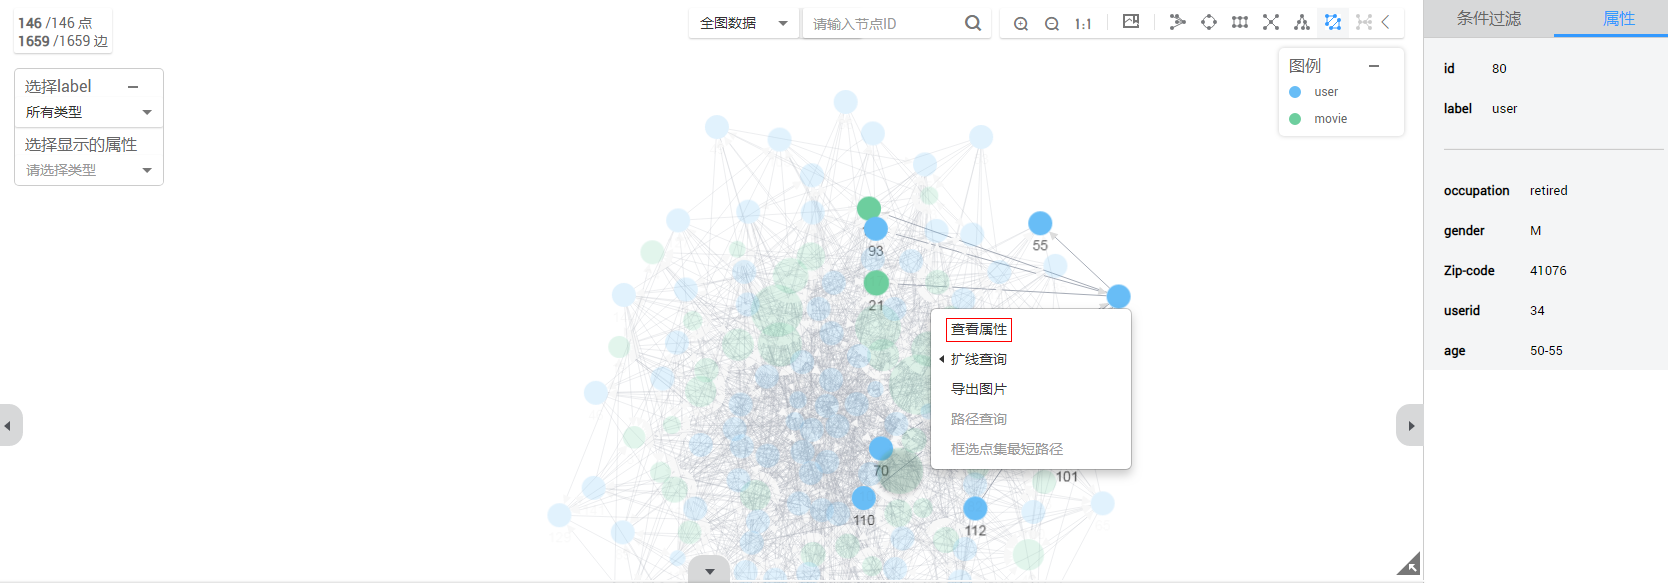 146 /146 点
1659 /1659 边
选择label
所有类型
选择显示的属性
请选择类型
全图数据
请输入节点ID
1:1
图例
user
movie
93
21
55
70
110
112
101
查看属性
扩线查询
导出图片
路径查询
框选点集最短路径
条件过滤
属性
id 80
label user
occupation retired
gender M
Zip-code 41076
userid 34
age 50-55